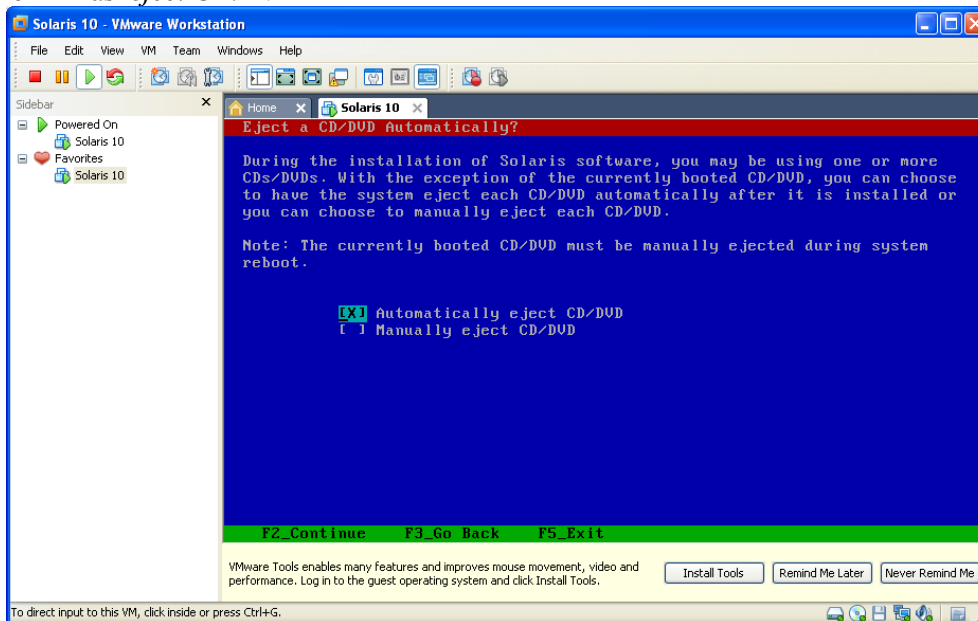 Solaris 10 - VMware Workstation
File Edit View VM Team Windows Help
Sidebar
Powered On
Solaris 10
Favorites
Solaris 10
Home
Solaris 10
Eject a CD/DVD Automatically?
During the installation of Solaris software, you may be using one or more
CDs/DVDs. With the exception of the currently booted CD/DVD, you can choose
to have the system eject each CD/DVD automatically after it is installed or
you can choose to manually eject each CD/DVD.
Note: The currently booted CD/DVD must be manually ejected during system
reboot.
[X] Automatically eject CD/DVD
[ ] Manually eject CD/DVD
F2_Continue F3_Go Back F5_Exit
VMware Tools enables many features and improves mouse movement, video and
performance. Log in to the guest operating system and click Install Tools.
Install Tools
Remind Me Later
Never Remind Me
To direct input to this VM, click inside or press Ctrl+G.